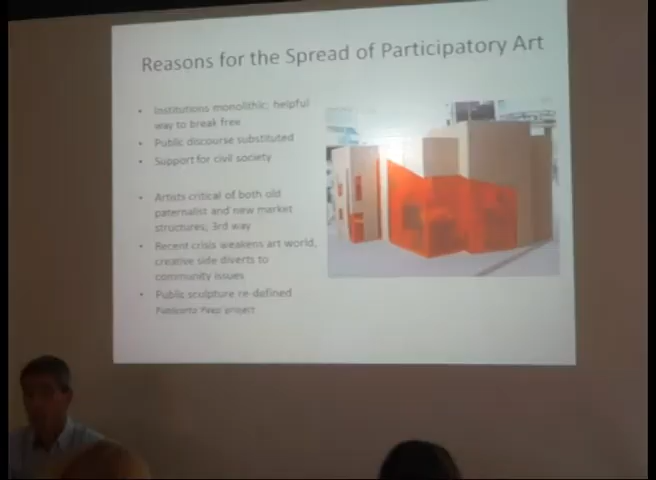 Reasons for the Spread of Participatory Art
• Institutions monolithic; helpful
way to break free
• Public discourse substituted
• Support for civil society
• Artists critical of both old
paternalist and new market
structures, 3rd way
• Recent crisis weakens art world,
creative side diverts to
community issues
• Public sculpture re-defined
project